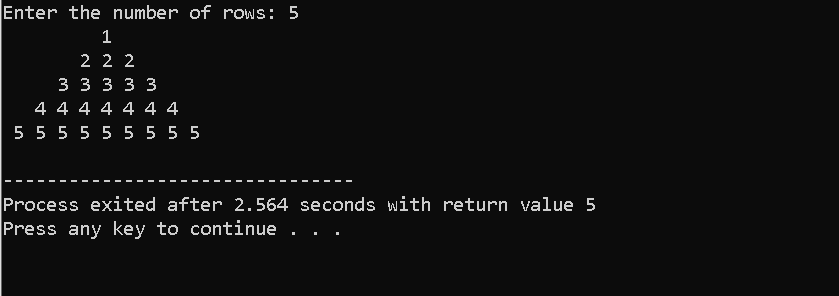 Enter the number of rows: 5
1
2 2 2
3 3 3 3 3
4 4 4 4 4 4 4
5 5 5 5 5 5 5 5 5
--------------------------------
Process exited after 2.564 seconds with return value 5
Press any key to continue . . .